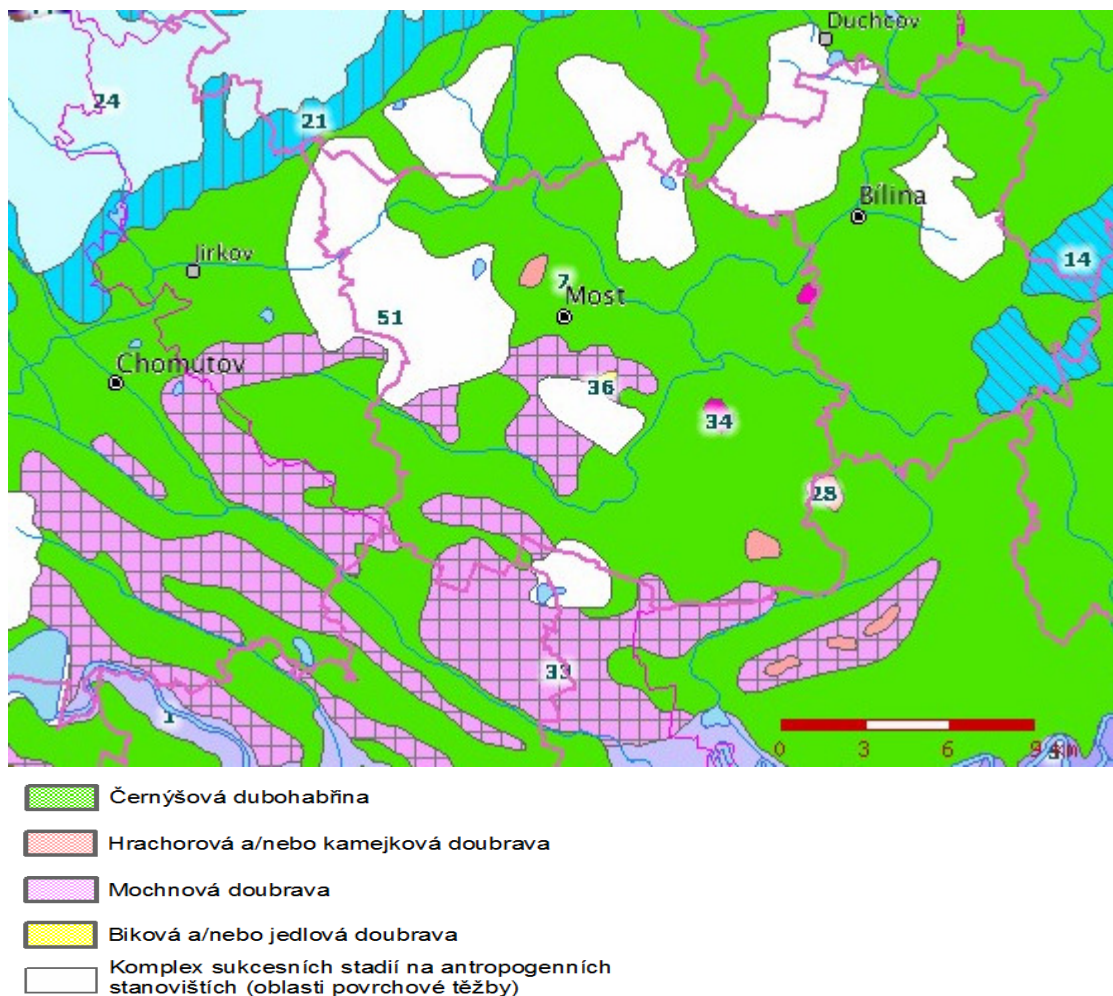 Duchcov
24
21
Bílina
14
Jirkov
7
Most
51
Chomutov
36
34
28
33
1
0 3 6 9 km
Černýšová dubohabřina
Hrachorová a/nebo kamejková doubrava
Mochnová doubrava
Biková a/nebo jedlová doubrava
Komplex sukcesních stadií na antropogenních
stanovištích (oblasti povrchové těžby)